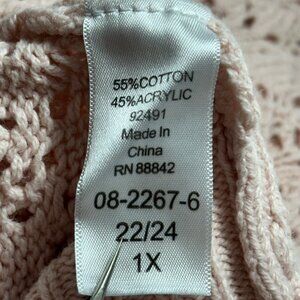 55%COTTON
45%ACRYLIC
92491
Made In
China
RN 88842
08-2267-6
22/24
1X